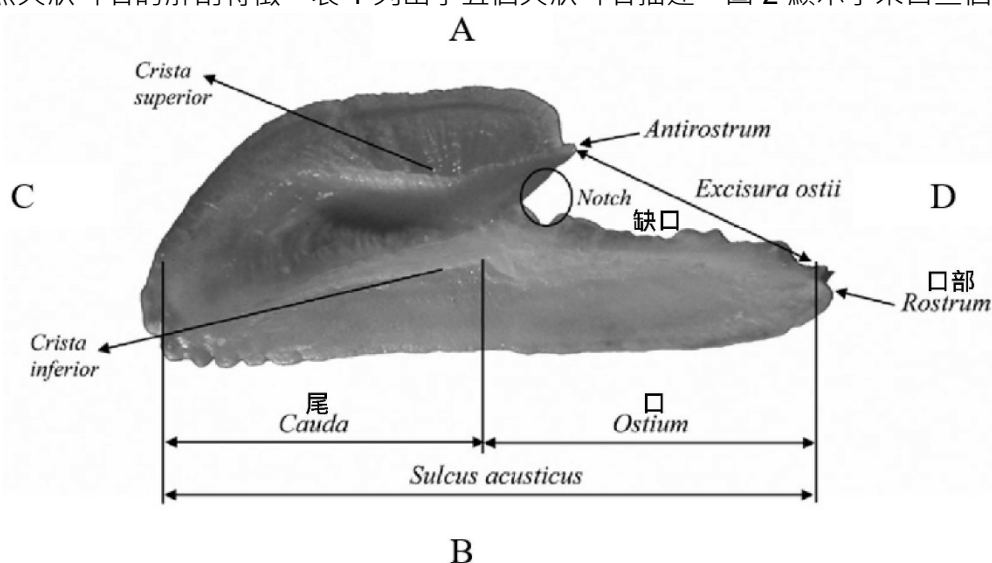 A
Crista
superior
Antirostrum
C
Notch
Excisura ostii
D
缺口
口部
Rostrum
Crista
inferior
尾
Cauda
口
Ostium
Sulcus acusticus
B